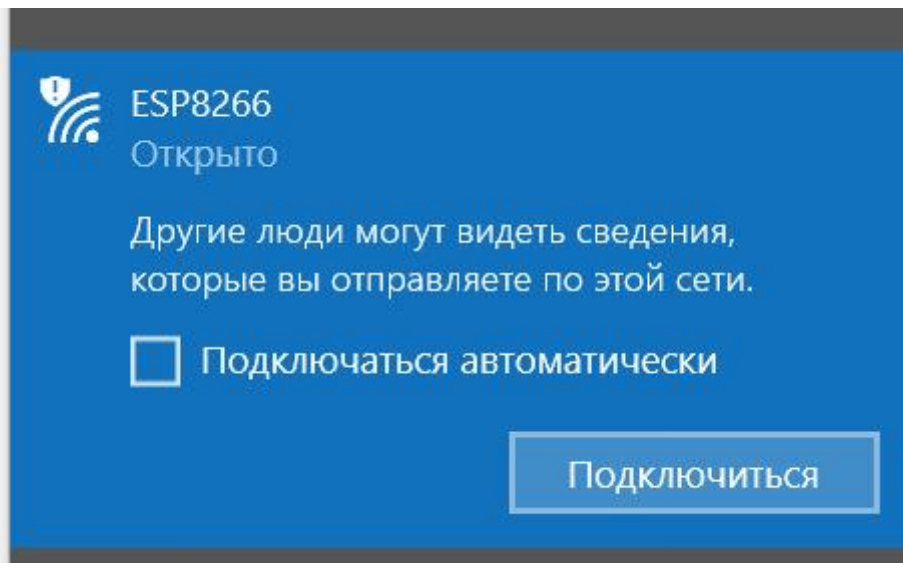 ESP8266
Открыто
Другие люди могут видеть сведения,
которые вы отправляете по этой сети.
Подключаться автоматически
Подключиться